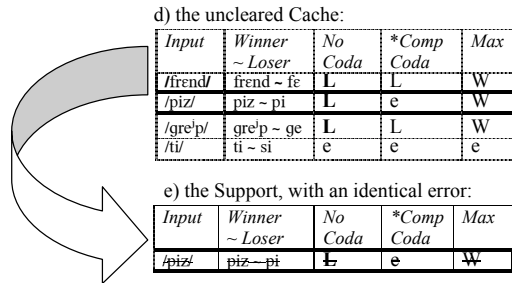 d) the uncleared Cache:
Input Winner ~ Loser No Coda *Comp Coda Max
/frɛnd/ frɛnd ~ fɛ L L W
/piz/ piz ~ pi L e W
/greʲp/ greʲp ~ ge L L W
/ti/ ti ~ si e e e
e) the Support, with an identical error:
Input Winner ~ Loser No Coda *Comp Coda Max
/piz/ piz ~ pi L e W